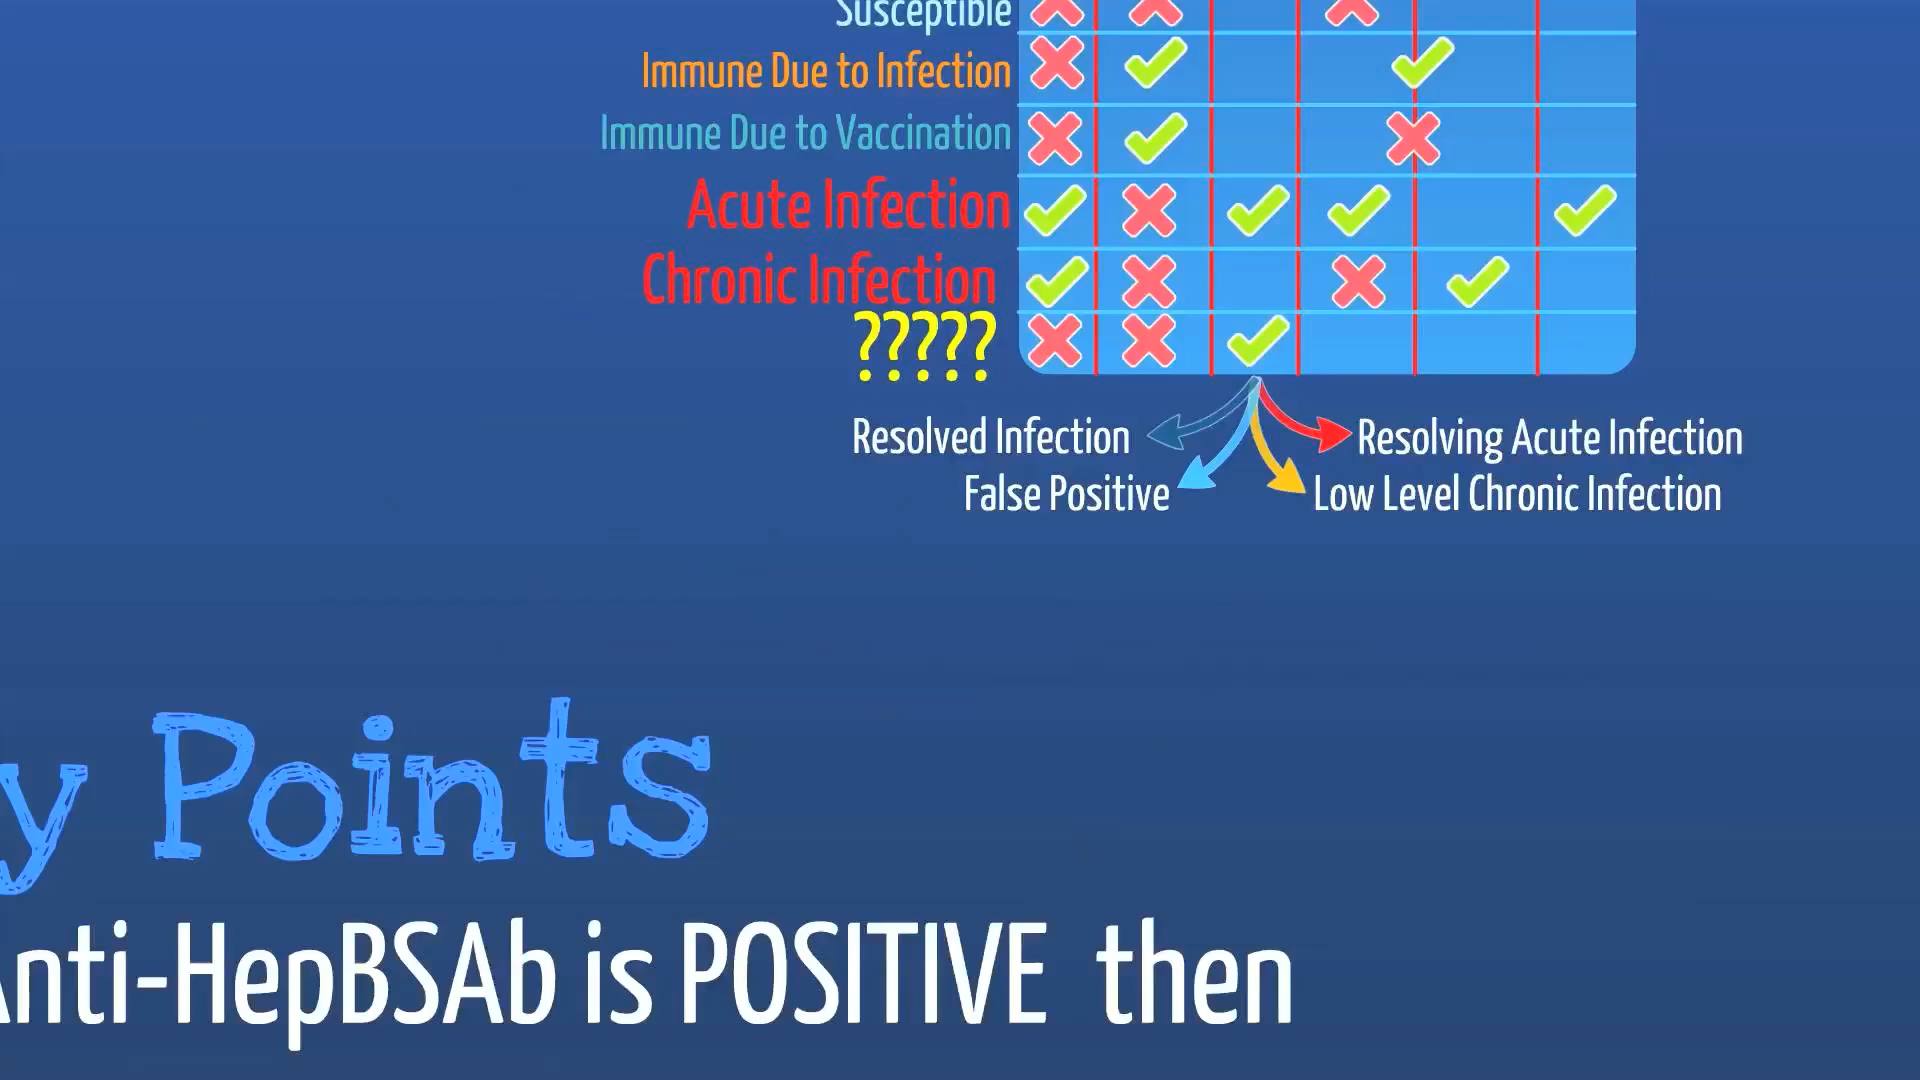 Susceptible
Immune Due to Infection
Immune Due to Vaccination
Acute Infection
Chronic Infection
?????
Resolved Infection
Resolving Acute Infection
False Positive
Low Level Chronic Infection
y Points
Anti-HepBSAb is POSITIVE then